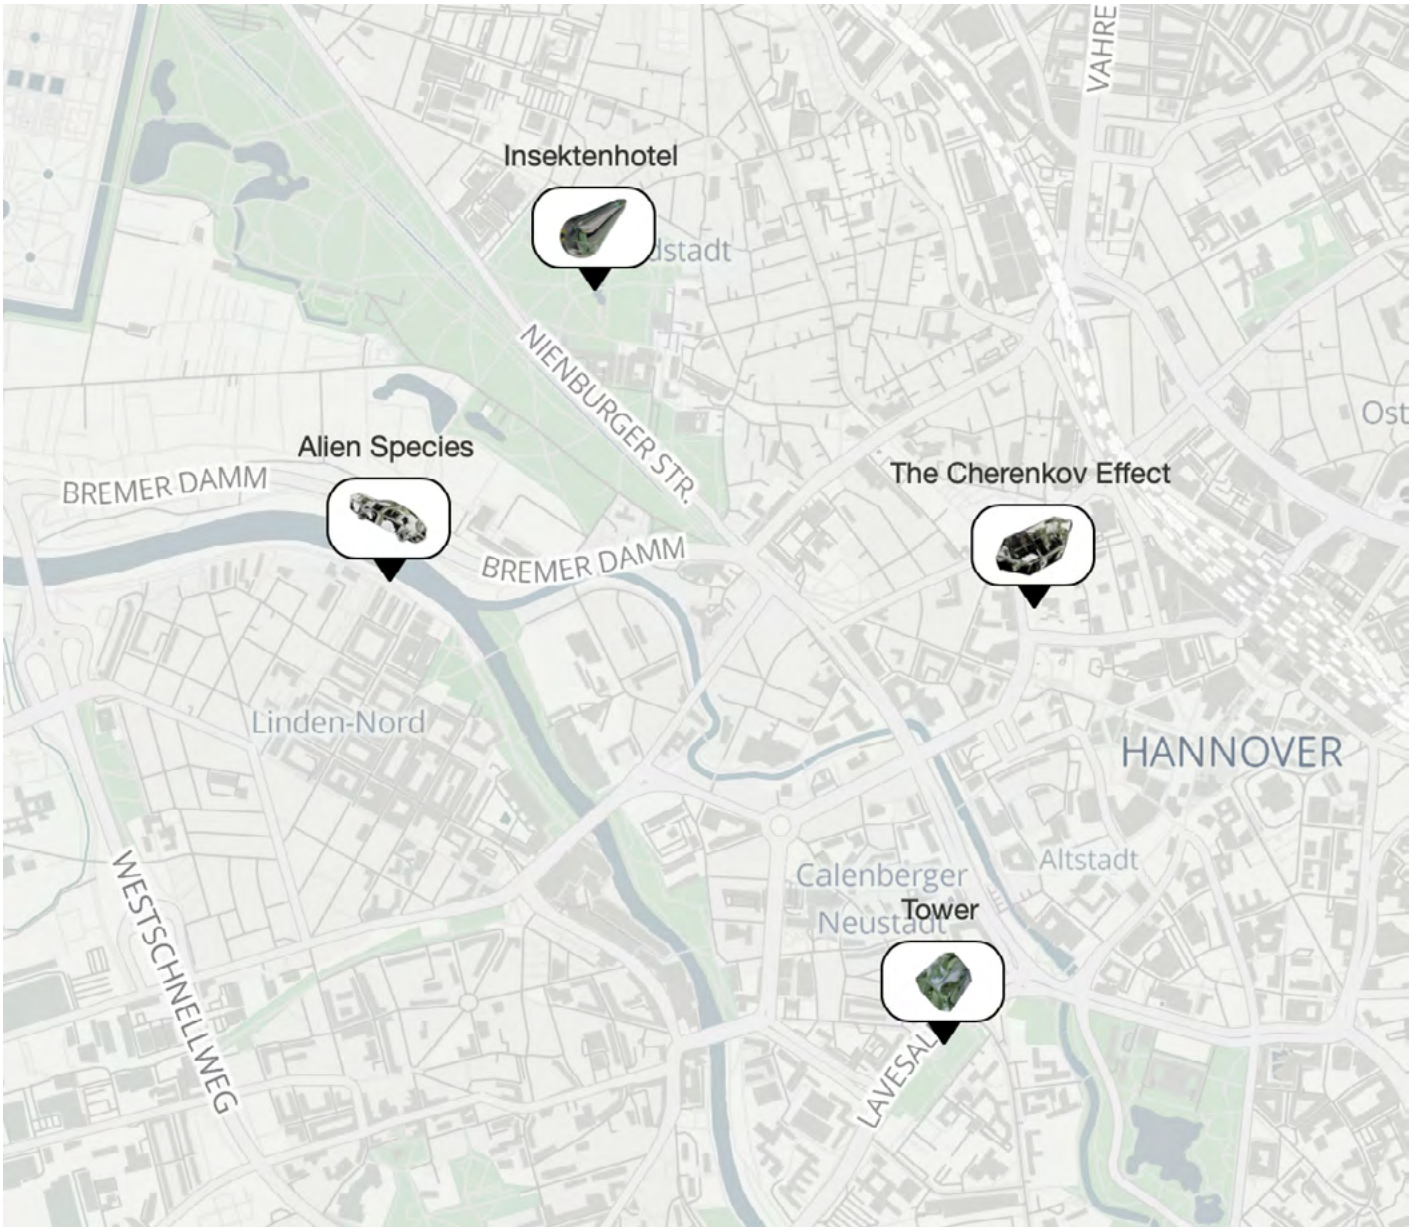 VAHRE
Insektenhotel
dstadt
NIENBURGER STR.
Ost
Alien Species
BREMER DAMM
The Cherenkov Effect
BREMER DAMM
Linden-Nord
HANNOVER
WESTSCHNELLWEG
Altstadt
Calenberger
Neustadt
Tower
LAVESAL